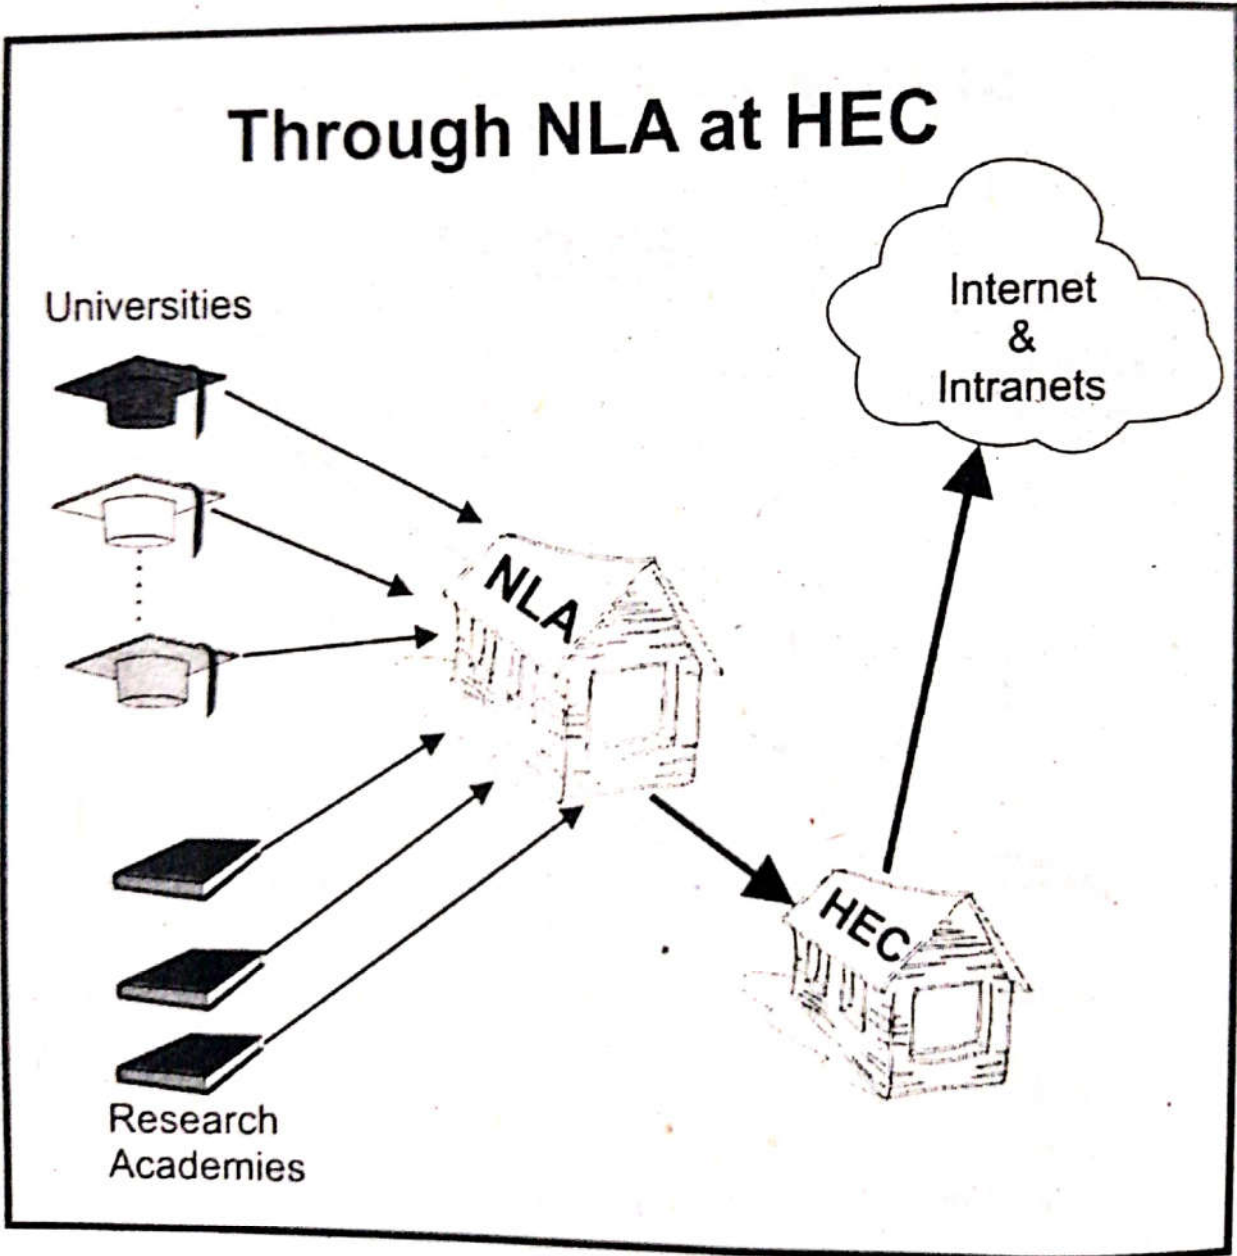 Through NLA at HEC
Universities
Internet
&
Intranets
NLA
HEC
Research
Academies